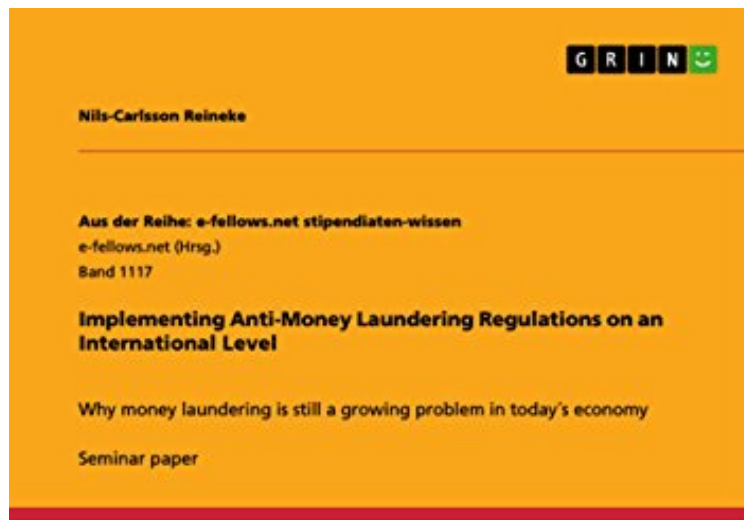 GRIN
Nils-Carlsson Reineke
Aus der Reihe: e-fellows.net stipendiaten-wissen
e-fellows.net (Hrsg.)
Band 1117
Implementing Anti-Money Laundering Regulations on an
International Level
Why money laundering is still a growing problem in today´s economy
Seminar paper